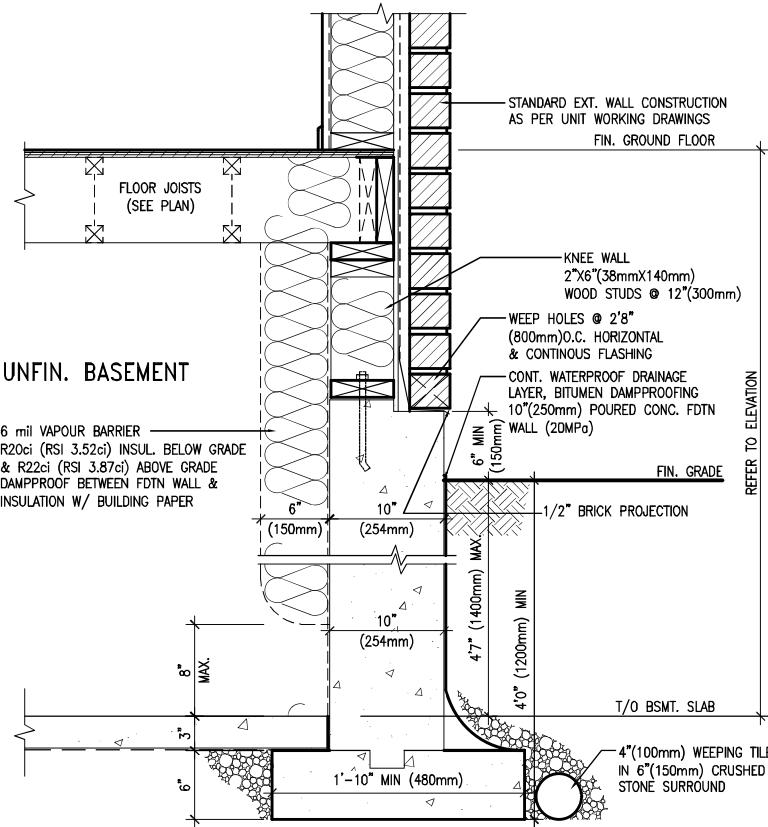 STANDARD EXT. WALL CONSTRUCTION
AS PER UNIT WORKING DRAWINGS
FIN. GROUND FLOOR
FLOOR JOISTS
(SEE PLAN)
KNEE WALL
2"X6"(38mmX140mm)
WOOD STUDS @ 12"(300mm)
WEEP HOLES @ 2'8"
(800mm)O.C. HORIZONTAL
& CONTINOUS FLASHING
UNFIN. BASEMENT
CONT. WATERPROOF DRAINAGE
LAYER, BITUMEN DAMPPROOFING
10"(250mm) POURED CONC. FDTN
WALL (20MPa)
6 mil VAPOUR BARRIER
R20ci (RSI 3.52ci) INSUL. BELOW GRADE
& R22ci (RSI 3.87ci) ABOVE GRADE
DAMPPROOF BETWEEN FDTN WALL &
INSULATION W/ BUILDING PAPER
6" MIN
(150mm)
REFER TO ELEVATION
FIN. GRADE
6"
(150mm)
10"
(254mm)
1/2" BRICK PROJECTION
4'7" (1400mm) MAX.
4'0" (1200mm) MIN
10"
(254mm)
8"
MAX.
T/O BSMT. SLAB
3"
6"
1'-10" MIN (480mm)
4"(100mm) WEEPING TILE
IN 6"(150mm) CRUSHED
STONE SURROUND